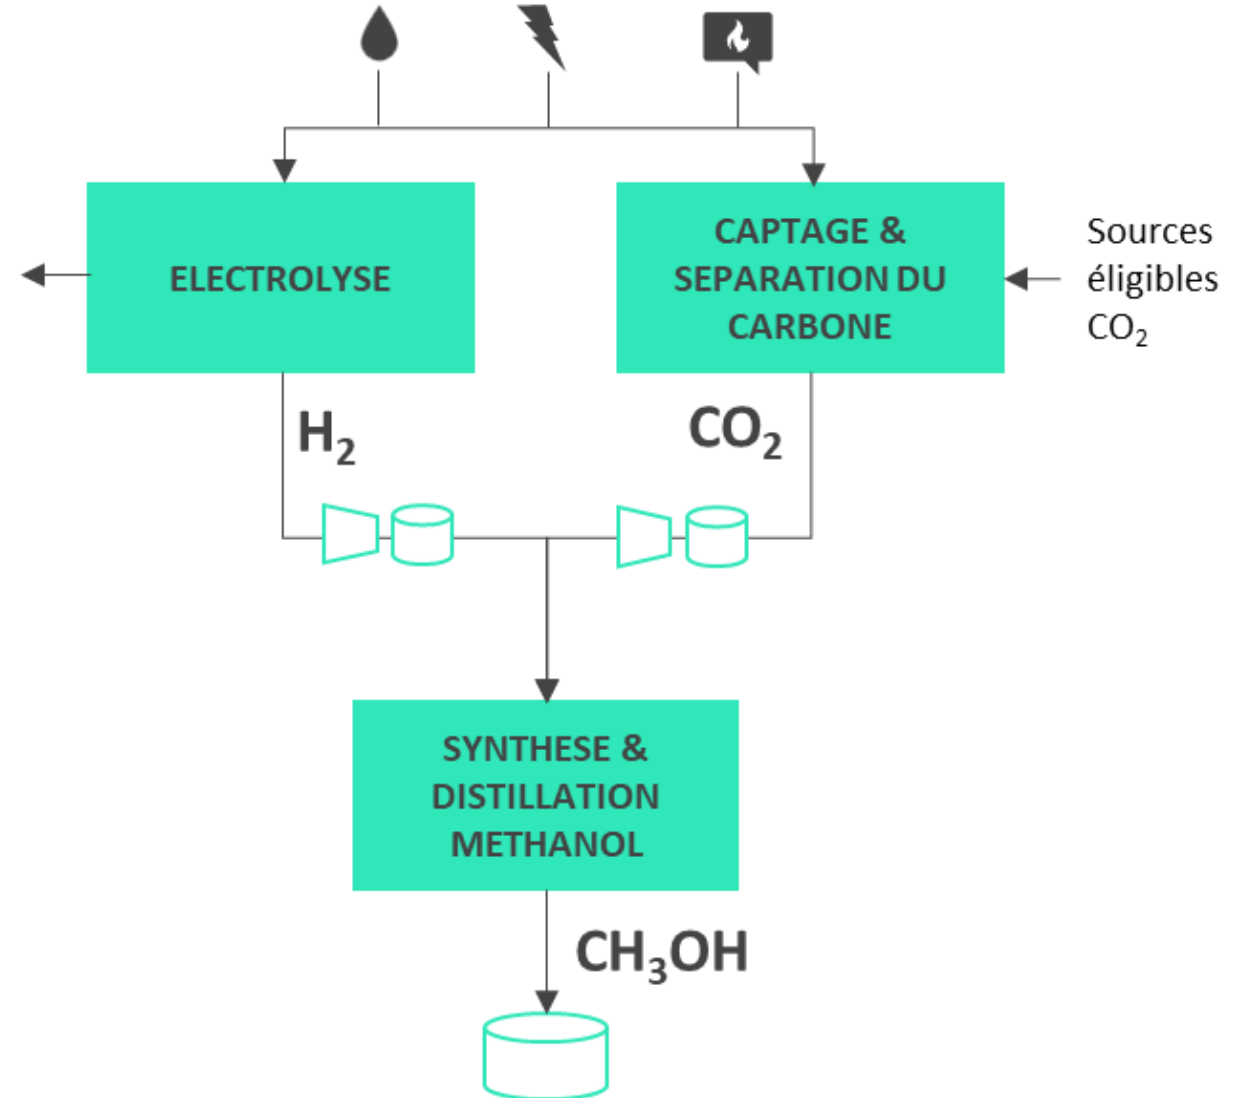 ELECTROLYSE
CAPTAGE &
SEPARATION DU
CARBONE
Sources
éligibles
CO₂
H₂
CO₂
SYNTHESE &
DISTILLATION
METHANOL
CH₃OH